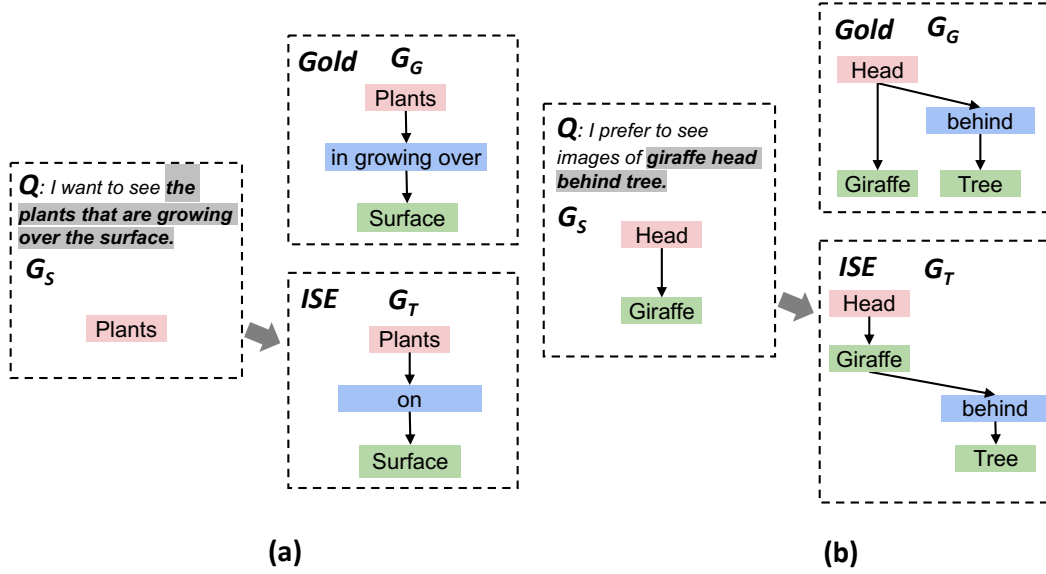 Q: I want to see the
plants that are growing
over the surface.
G_S
Plants
Gold G_G
Plants
in growing over
Surface
ISE G_T
Plants
on
Surface
(a)
Q: I prefer to see
images of giraffe head
behind tree.
G_S
Head
Giraffe
Gold G_G
Head
behind
Giraffe Tree
ISE G_T
Head
Giraffe
behind
Tree
(b)